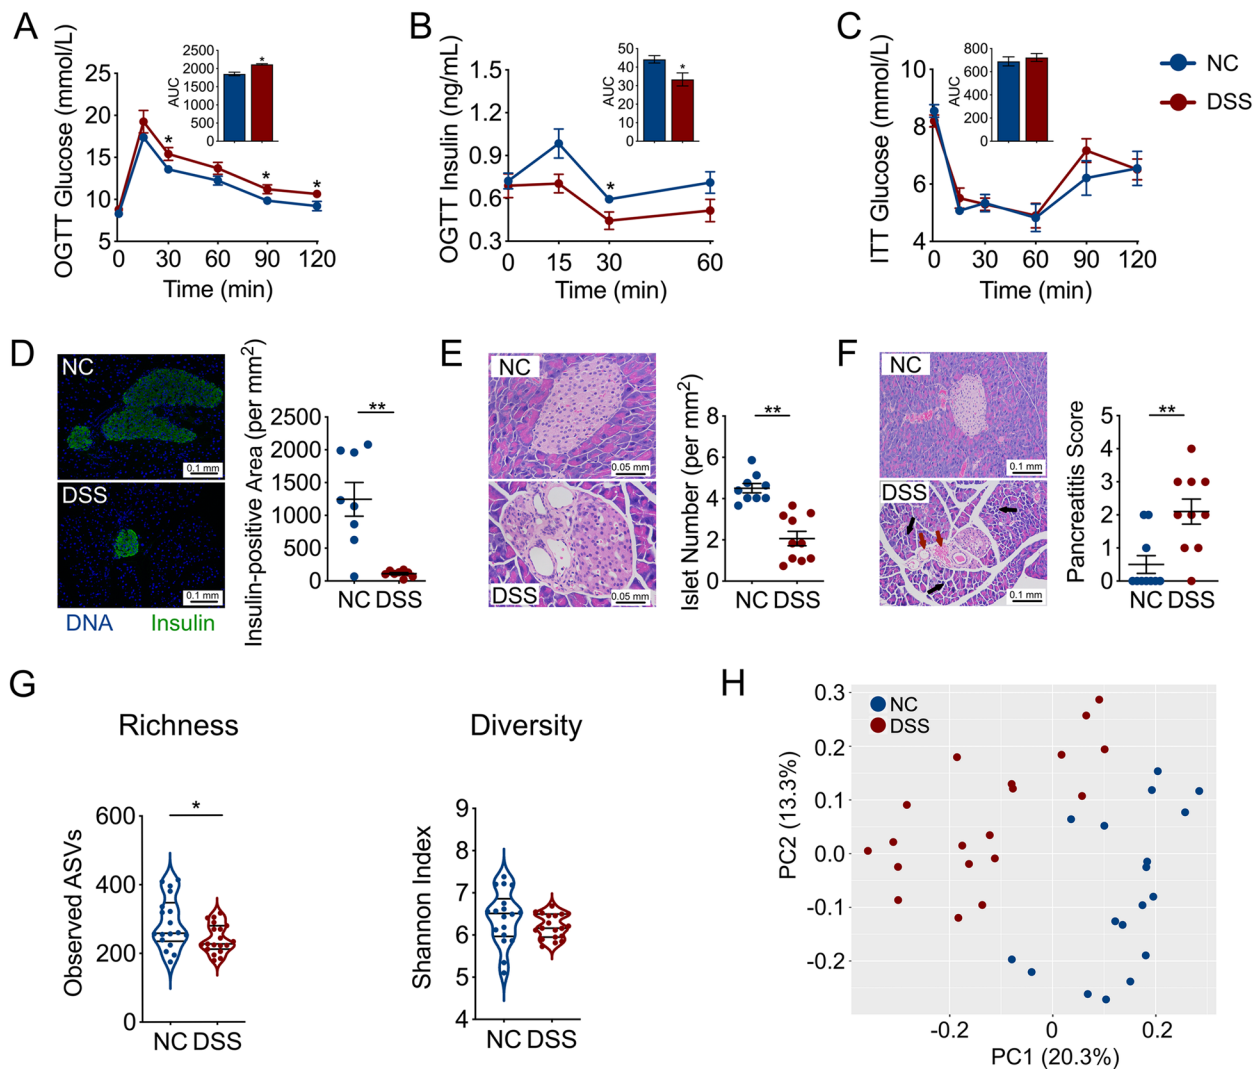 A
OGTT Glucose (mmol/L)
25
20
15
10
5
0 30 60 90 120
Time (min)
AUC
2500
2000
1500
1000
500
0
*
*
*
*
B
OGTT Insulin (ng/mL)
1.5
1.2
0.9
0.6
0.3
0 15 30 60
Time (min)
AUC
50
40
30
20
10
0
*
*
C
ITT Glucose (mmol/L)
10
8
6
4
0 30 60 90 120
Time (min)
AUC
800
600
400
200
0
NC
DSS
D
NC
0.1 mm
DSS
0.1 mm
DNA Insulin
Insulin-positive Area (per mm2)
2500
2000
1500
1000
500
0
**
NC DSS
E
NC
0.05 mm
DSS
0.05 mm
Islet Number (per mm2)
8
6
4
2
0
**
NC DSS
F
NC
0.1 mm
DSS
0.1 mm
Pancreatitis Score
5
4
3
2
1
0
**
NC DSS
G
Richness
Observed ASVs
600
400
200
0
*
NC DSS
Diversity
Shannon Index
9
8
7
6
5
4
NC DSS
H
NC
DSS
PC2 (13.3%)
0.3
0.2
0.1
0.0
-0.1
-0.2
-0.2 0 0.2
PC1 (20.3%)